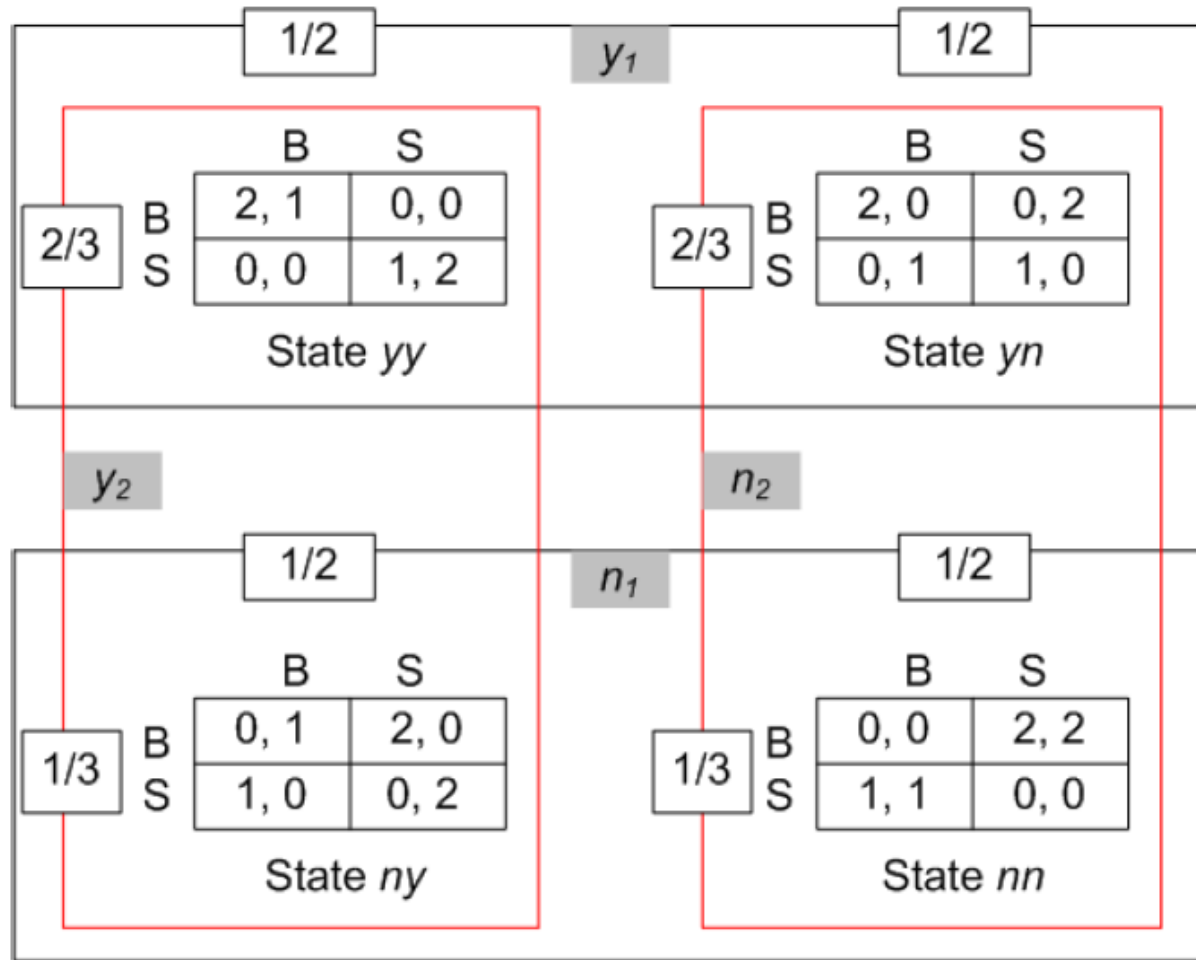 1/2 y₁ 1/2
B S B S
2/3 B 2, 1 0, 0 2/3 B 2, 0 0, 2
S 0, 0 1, 2 S 0, 1 1, 0
State yy State yn
y₂ n₂
1/2 n₁ 1/2
B S B S
1/3 B 0, 1 2, 0 1/3 B 0, 0 2, 2
S 1, 0 0, 2 S 1, 1 0, 0
State ny State nn